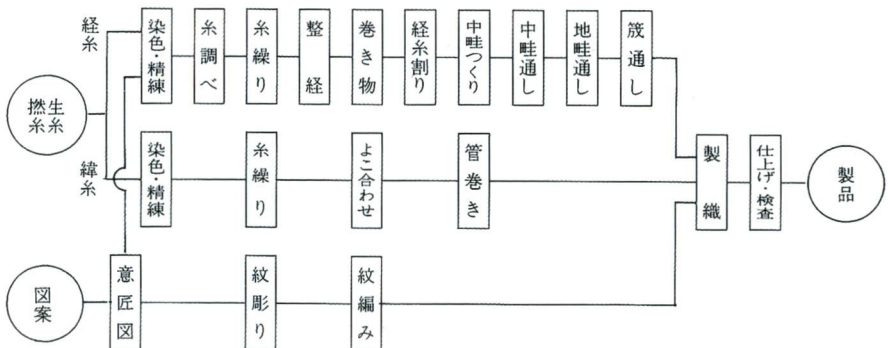 経糸
染色・精練
糸調べ
糸繰り
整経
巻き物
経糸割り
中畦つくり
中畦通し
地畦通し
筬通し
生糸
撚糸
緯糸
染色・精練
糸繰り
よこ合わせ
管巻き
製織
仕上げ・検査
製品
図案
意匠図
紋彫り
紋編み